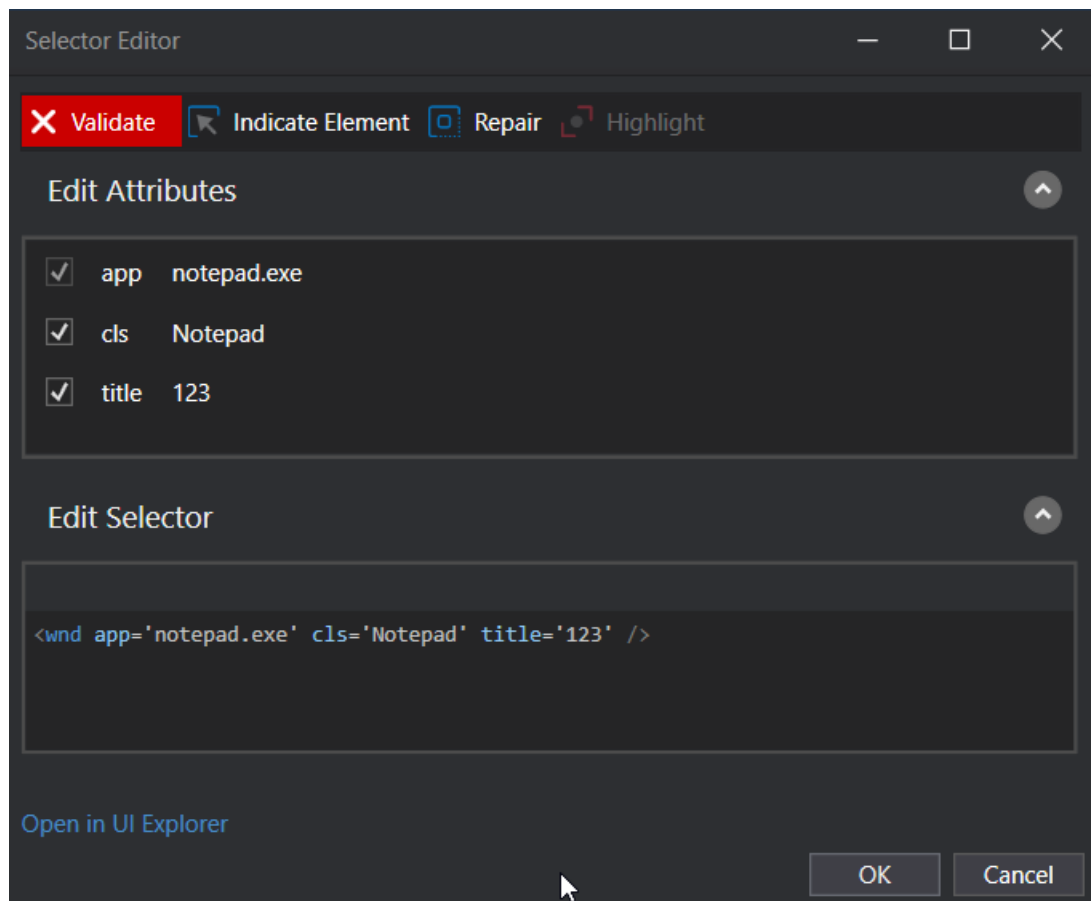 Selector Editor
Validate Indicate Element Repair Highlight
Edit Attributes
app notepad.exe
cls Notepad
title 123
Edit Selector
<wnd app='notepad.exe' cls='Notepad' title='123' />
Open in UI Explorer
OK Cancel